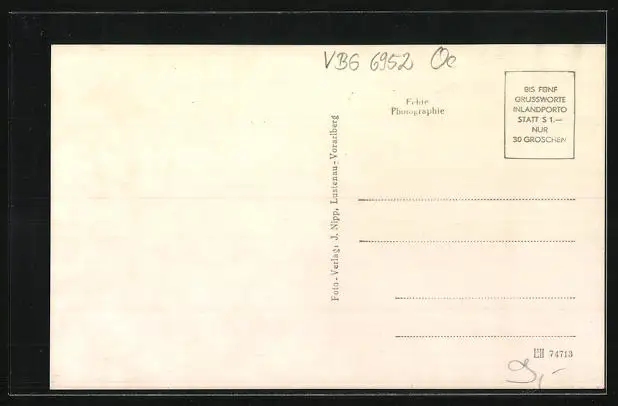 VBG 6952 Oe
Echte
Photographie
BIS FÜNF
GRUSSWORTE
INLANDPORTO
STATT S 1.—
NUR
30 GROSCHEN
Foto-Verlag: J. Nipp, Lustenau-Vorarlberg
74713